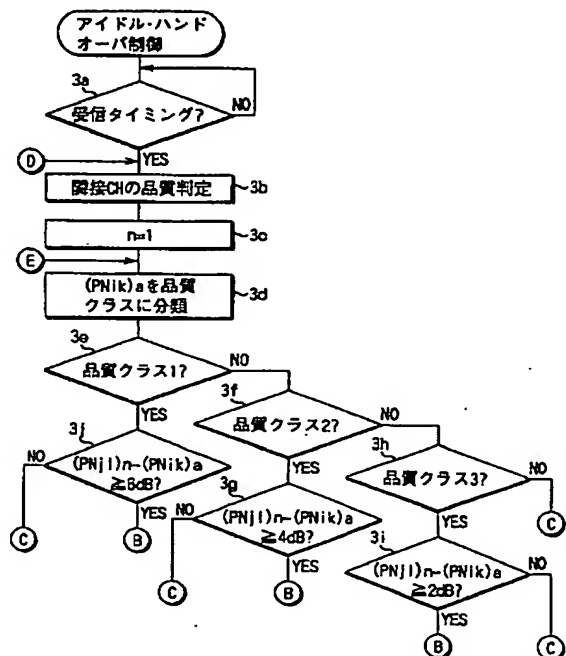 アイドル・ハンド
オーバ制御
3a
受信タイミング?
NO
YES
D
隣接CHの品質判定
3b
n=1
3c
E
(PNik)aを品質
クラスに分類
3d
3e
品質クラス1?
NO
YES
3f
品質クラス2?
NO
YES
3h
品質クラス3?
NO
YES
C
3j
(PNjl)n-(PNik)a
≧6dB?
NO
YES
C
B
3g
(PNjl)n-(PNik)a
≧4dB?
NO
YES
C
B
3i
(PNjl)n-(PNik)a
≧2dB?
NO
YES
B
C